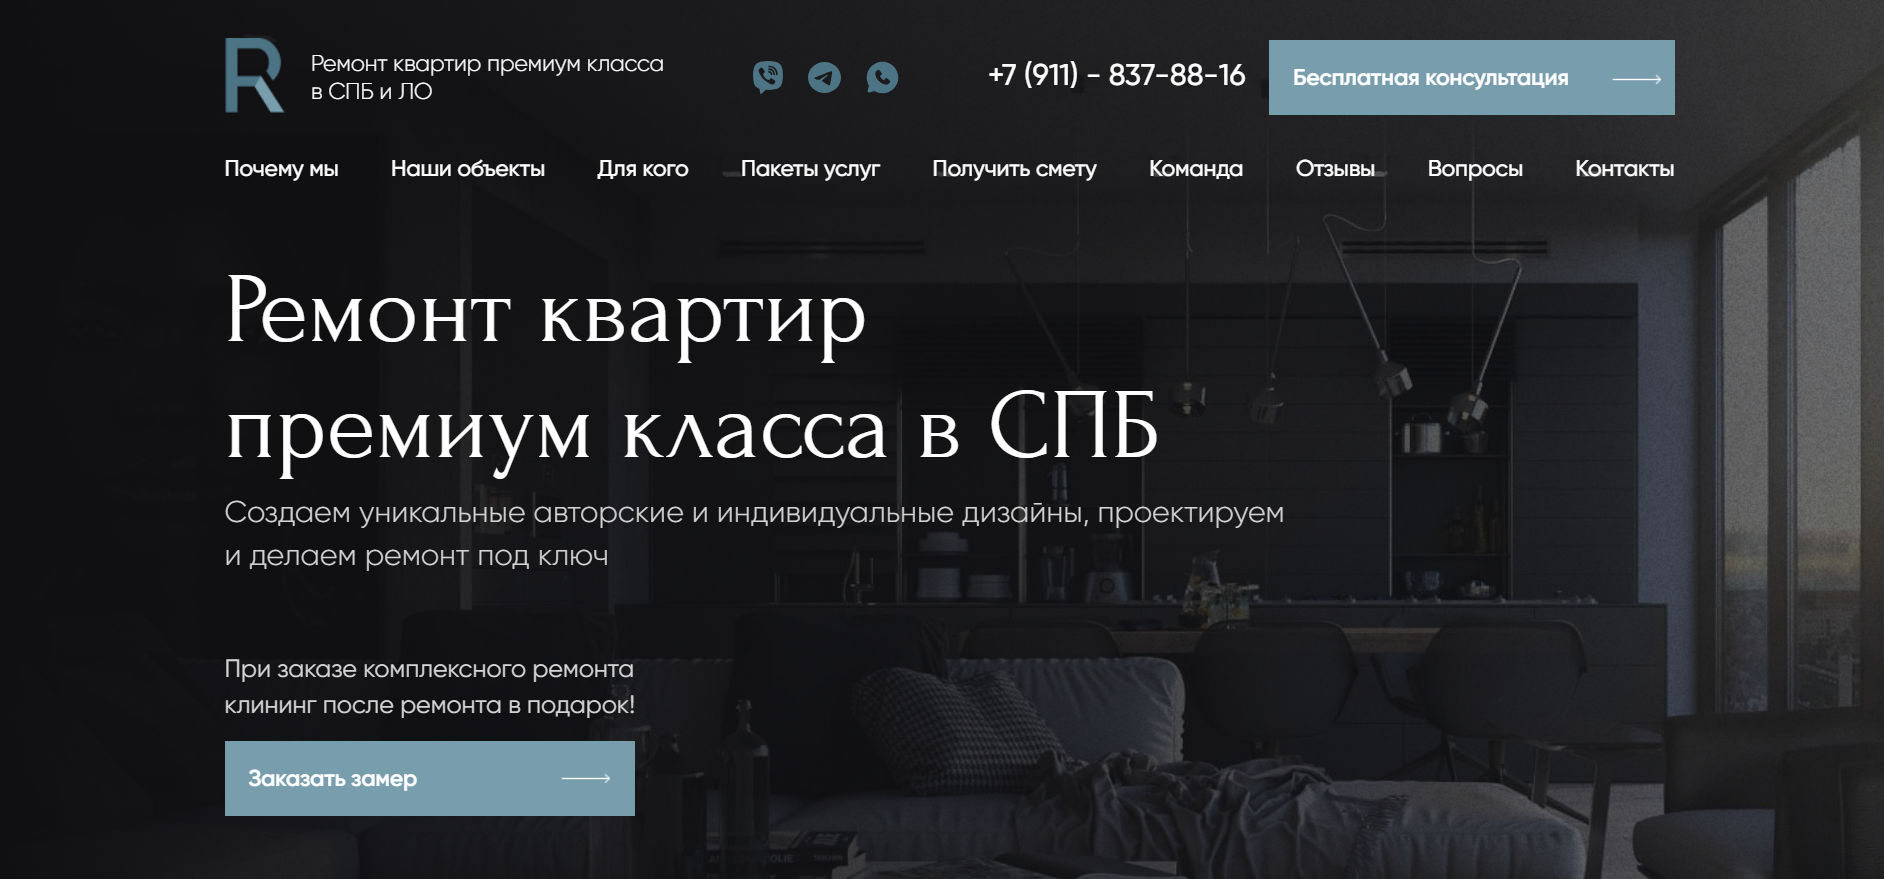 R
Ремонт квартир премиум класса
в СПБ и ЛО
+7 (911) - 837-88-16
Бесплатная консультация
Почему мы Наши объекты Для кого Пакеты услуг Получить смету Команда Отзывы Вопросы Контакты
Ремонт квартир
премиум класса в СПБ
Создаем уникальные авторские и индивидуальные дизайны, проектируем
и делаем ремонт под ключ
При заказе комплексного ремонта
клининг после ремонта в подарок!
Заказать замер